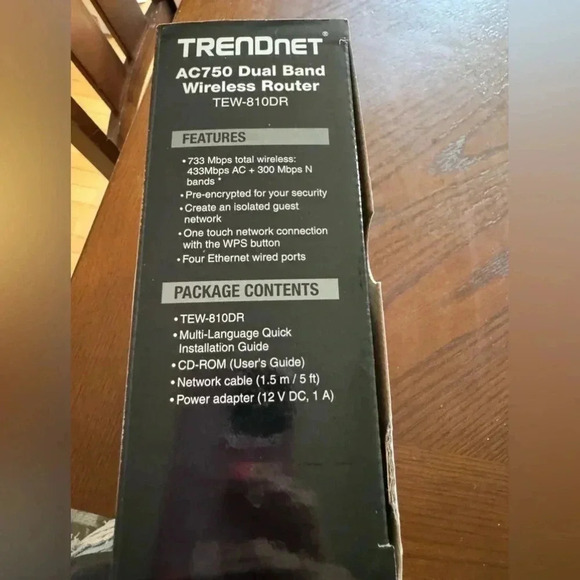 TRENDNET®
AC750 Dual Band
Wireless Router
TEW-810DR
FEATURES
• 733 Mbps total wireless:
433Mbps AC + 300 Mbps N
bands *
• Pre-encrypted for your security
• Create an isolated guest
network
• One touch network connection
with the WPS button
• Four Ethernet wired ports
PACKAGE CONTENTS
• TEW-810DR
• Multi-Language Quick
Installation Guide
• CD-ROM (User's Guide)
• Network cable (1.5 m / 5 ft)
• Power adapter (12 V DC, 1 A)